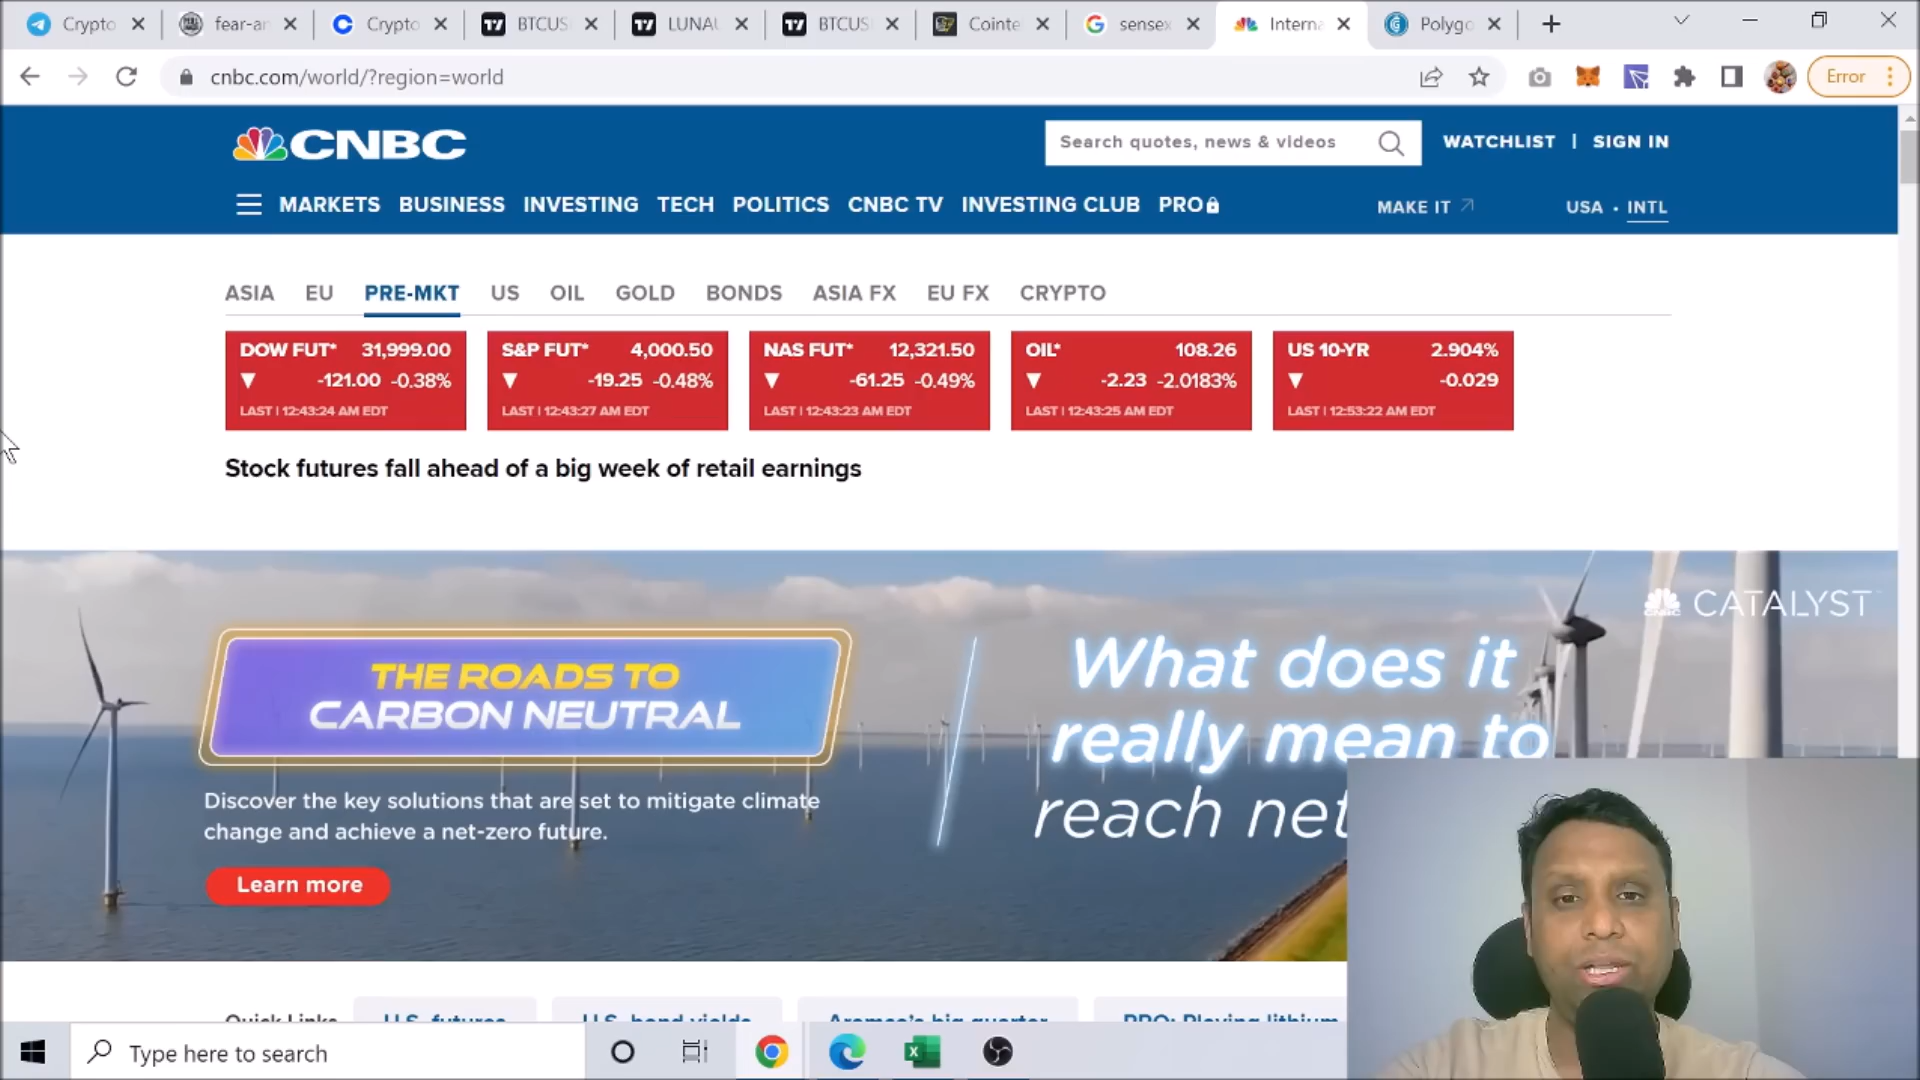 Crypto
fear-an
Crypto
BTCUS
LUNAU
BTCUS
Cointe
sensex
Interna
Polygo
cnbc.com/world/?region=world
Error
CNBC
Search quotes, news & videos
WATCHLIST | SIGN IN
MARKETS BUSINESS INVESTING TECH POLITICS CNBC TV INVESTING CLUB PRO
MAKE IT
USA • INTL
ASIA EU PRE-MKT US OIL GOLD BONDS ASIA FX EU FX CRYPTO
DOW FUT* 31,999.00
▼ -121.00 -0.38%
LAST | 12:43:24 AM EDT
S&P FUT* 4,000.50
▼ -19.25 -0.48%
LAST | 12:43:27 AM EDT
NAS FUT* 12,321.50
▼ -61.25 -0.49%
LAST | 12:43:23 AM EDT
OIL* 108.26
▼ -2.23 -2.0183%
LAST | 12:43:25 AM EDT
US 10-YR 2.904%
▼ -0.029
LAST | 12:53:22 AM EDT
Stock futures fall ahead of a big week of retail earnings
CNBC CATALYST
THE ROADS TO
CARBON NEUTRAL
Discover the key solutions that are set to mitigate climate
change and achieve a net-zero future.
Learn more
What does it
really mean to
reach net
Quick Links
U.S. futures
U.S. bond yields
Aramco's big quarter
PRO: Playing lithium
Type here to search